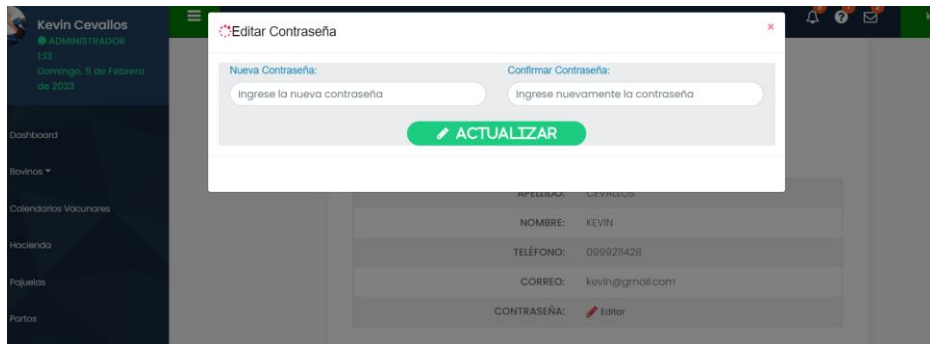 Kevin Cevallos
ADMINISTRADOR
1:13
Domingo, 5 de Febrero
de 2023
Dashboard
Bovinos
Calendarios Vacunares
Hacienda
Pajuelas
Partos
Editar Contraseña
×
Nueva Contraseña:
Confirmar Contraseña:
Ingrese la nueva contraseña
Ingrese nuevamente la contraseña
ACTUALIZAR
APELLIDO: CEVALLOS
NOMBRE: KEVIN
TELÉFONO: 0999211428
CORREO: kevin@gmail.com
CONTRASEÑA: Editar